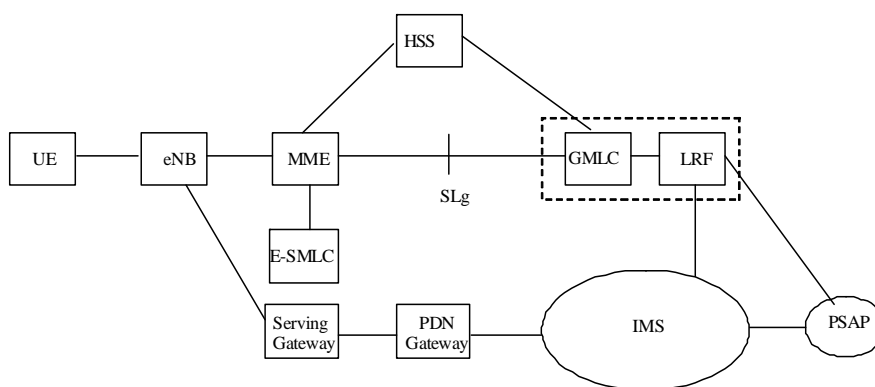 HSS
UE
eNB
MME
GMLC
LRF
SLg
E-SMLC
Serving
Gateway
PDN
Gateway
IMS
PSAP